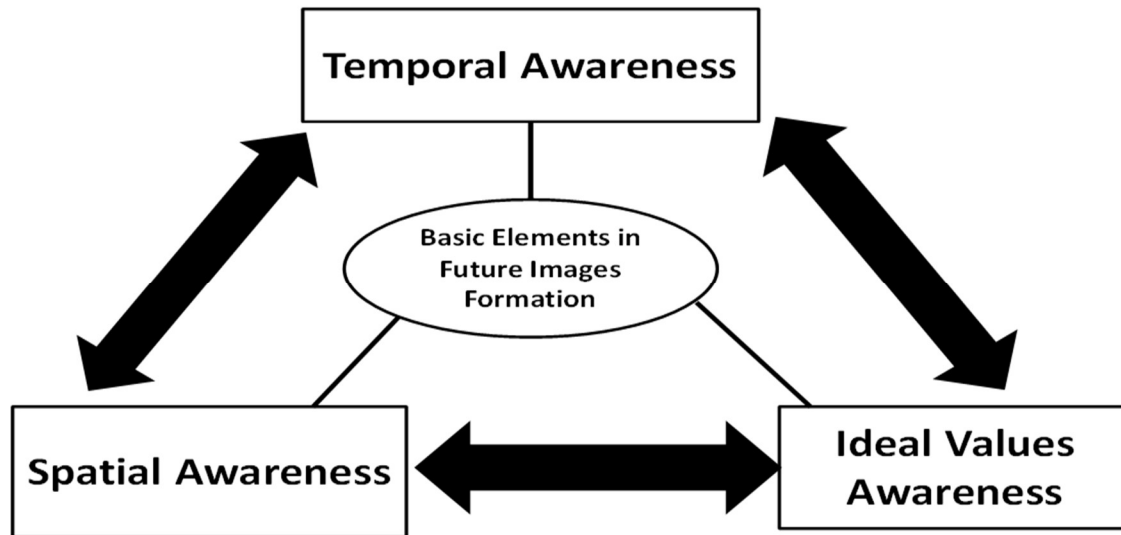 Temporal Awareness
Basic Elements in
Future Images
Formation
Spatial Awareness
Ideal Values
Awareness